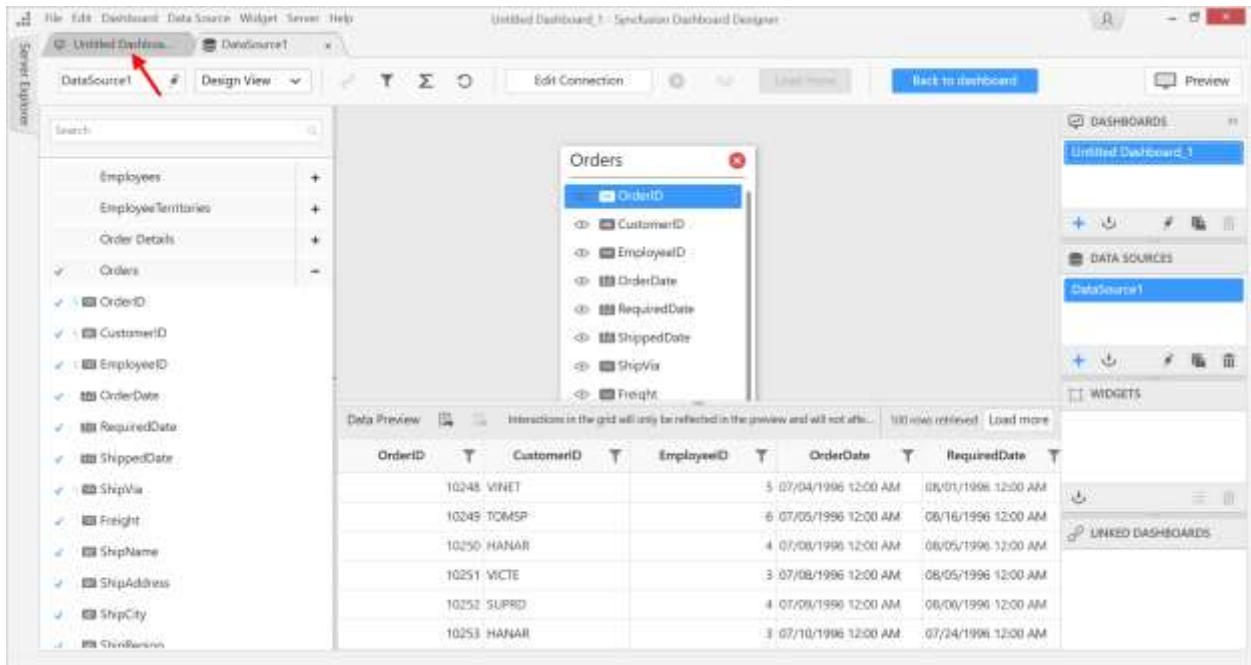 File Edit Dashboard Data Source Widget Server Help
Untitled Dashboard_1 - Syncfusion Dashboard Designer
Server Explorer
Untitled Dashboa...
DataSource1
DataSource1
Design View
Edit Connection
Load more
Back to dashboard
Preview
Search
Employees
EmployeeTerritories
Order Details
Orders
OrderID
CustomerID
EmployeeID
OrderDate
RequiredDate
ShippedDate
ShipVia
Freight
ShipName
ShipAddress
ShipCity
ShipRegion
Orders
OrderID
CustomerID
EmployeeID
OrderDate
RequiredDate
ShippedDate
ShipVia
Freight
Data Preview
Interactions in the grid will only be reflected in the preview and will not affe...
100 rows retrieved
Load more
OrderID CustomerID EmployeeID OrderDate RequiredDate
10248 VINET 5 07/04/1996 12:00 AM 08/01/1996 12:00 AM
10249 TOMSP 6 07/05/1996 12:00 AM 08/16/1996 12:00 AM
10250 HANAR 4 07/08/1996 12:00 AM 08/05/1996 12:00 AM
10251 VICTE 3 07/08/1996 12:00 AM 08/05/1996 12:00 AM
10252 SUPRD 4 07/09/1996 12:00 AM 08/06/1996 12:00 AM
10253 HANAR 3 07/10/1996 12:00 AM 07/24/1996 12:00 AM
DASHBOARDS
Untitled Dashboard_1
DATA SOURCES
DataSource1
WIDGETS
LINKED DASHBOARDS